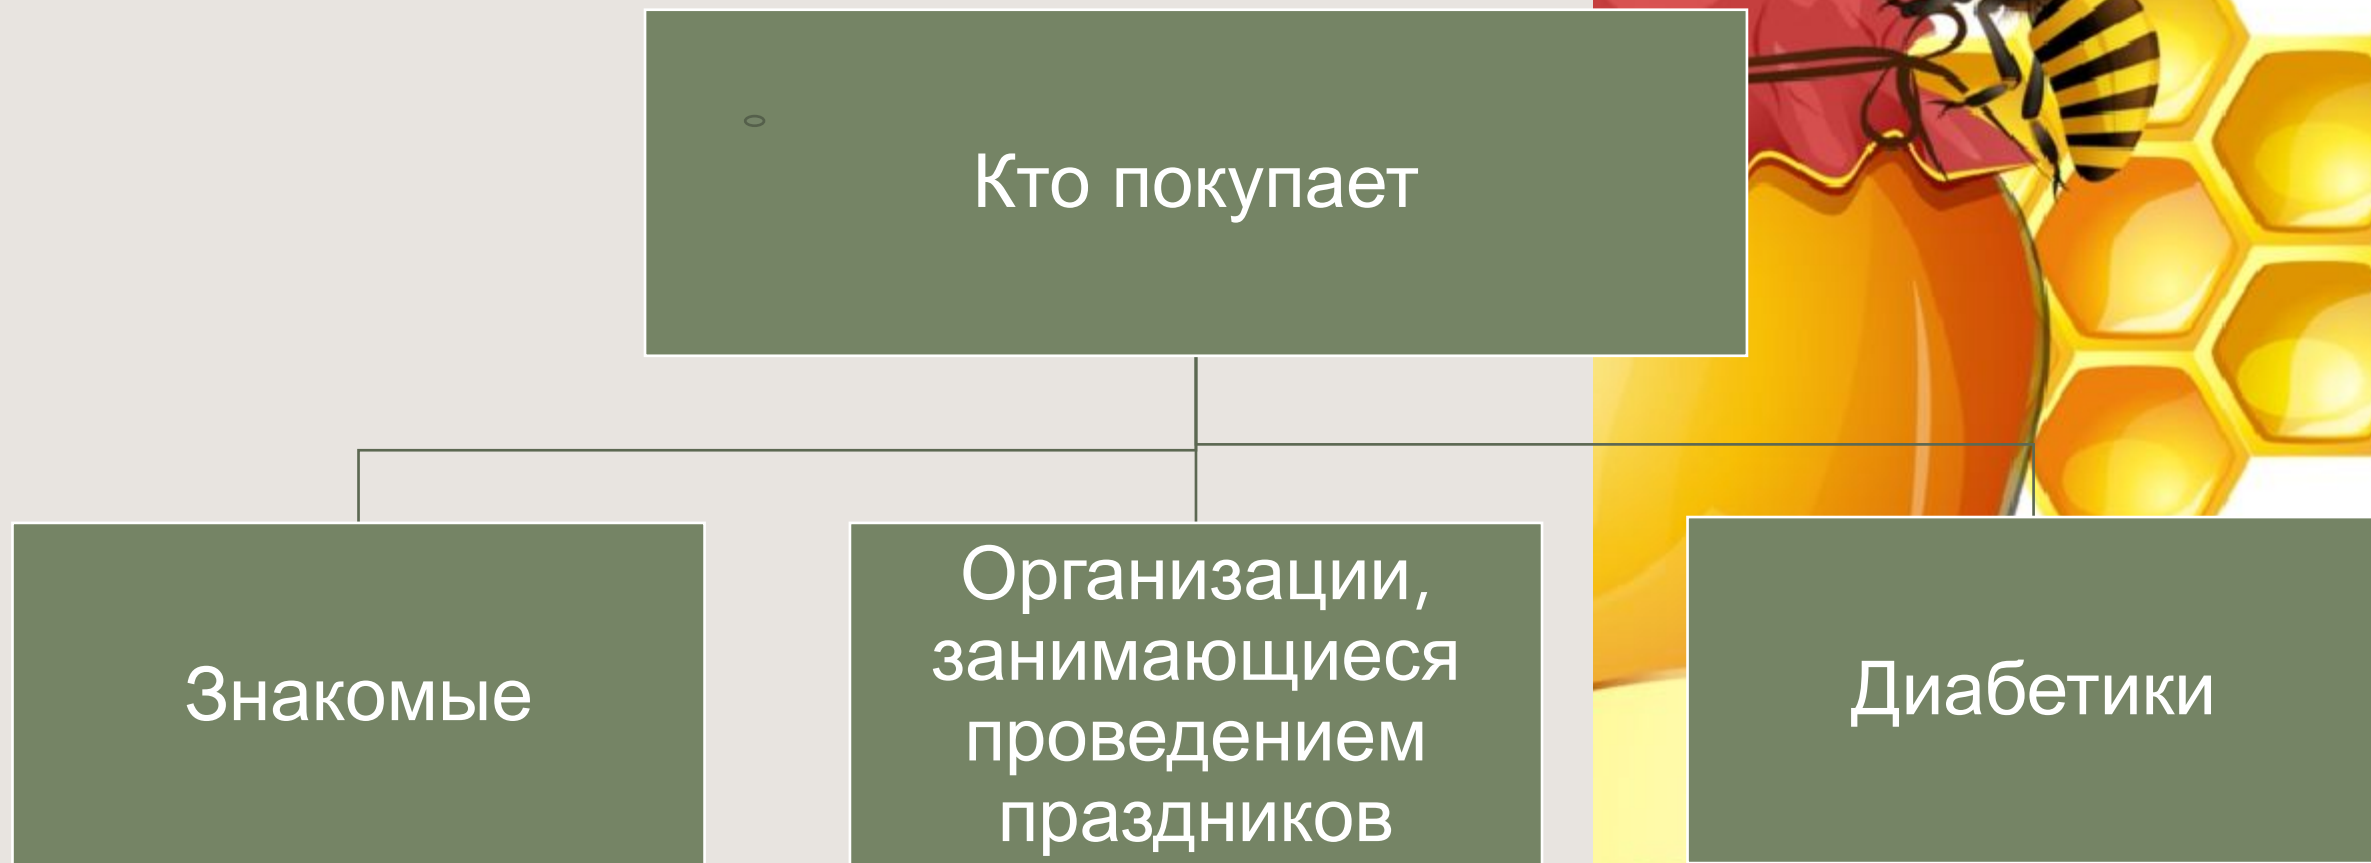 Кто покупает
Знакомые
Организации,
занимающиеся
проведением
праздников
Диабетики